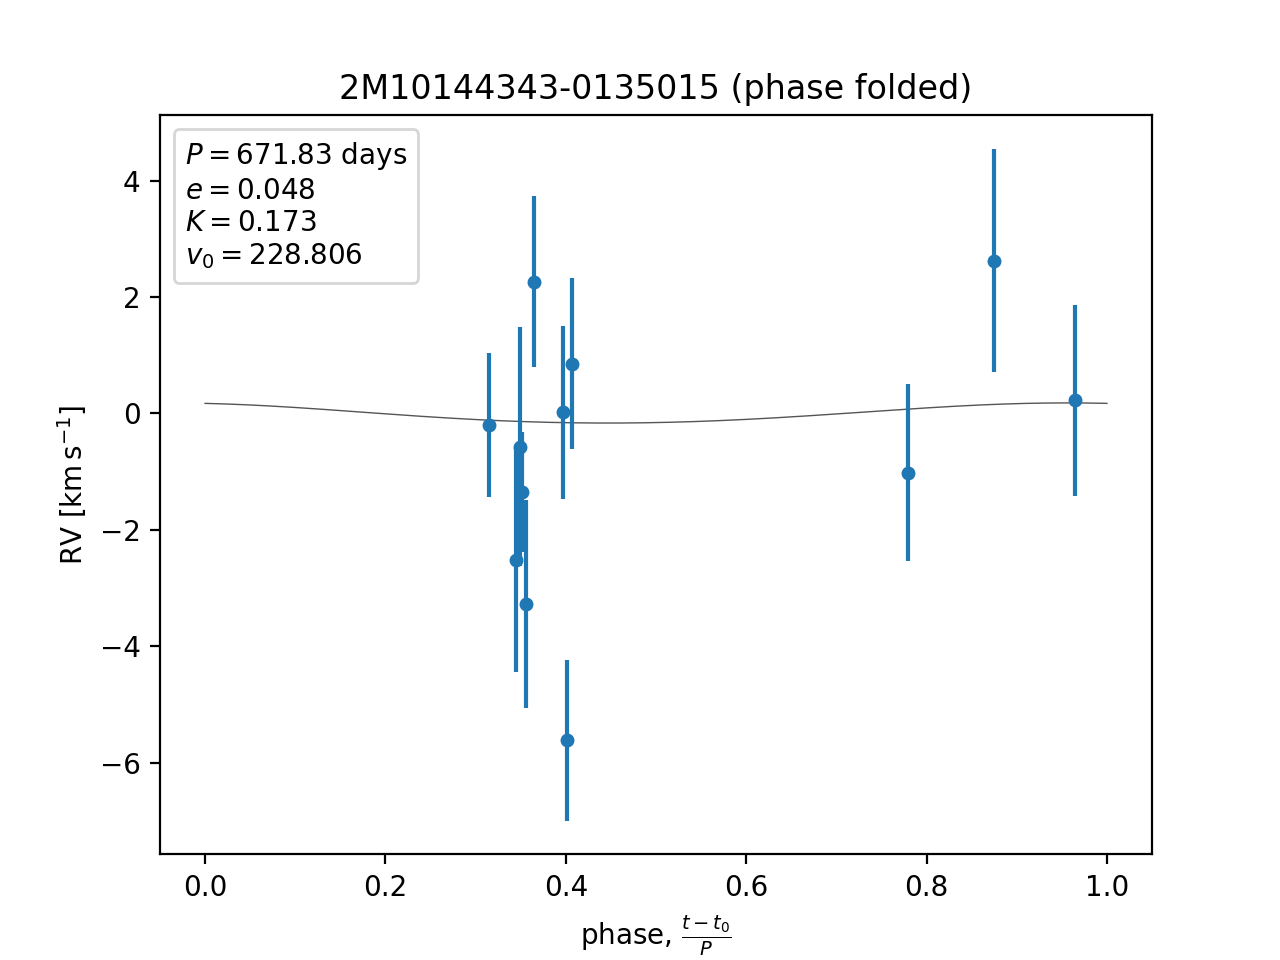 2M10144343-0135015 (phase folded)
P = 671.83 days
e = 0.048
K = 0.173
v₀ = 228.806
4
2
0
−2
−4
−6
RV [km s⁻¹]
0.0 0.2 0.4 0.6 0.8 1.0
phase, (t − t₀)/P